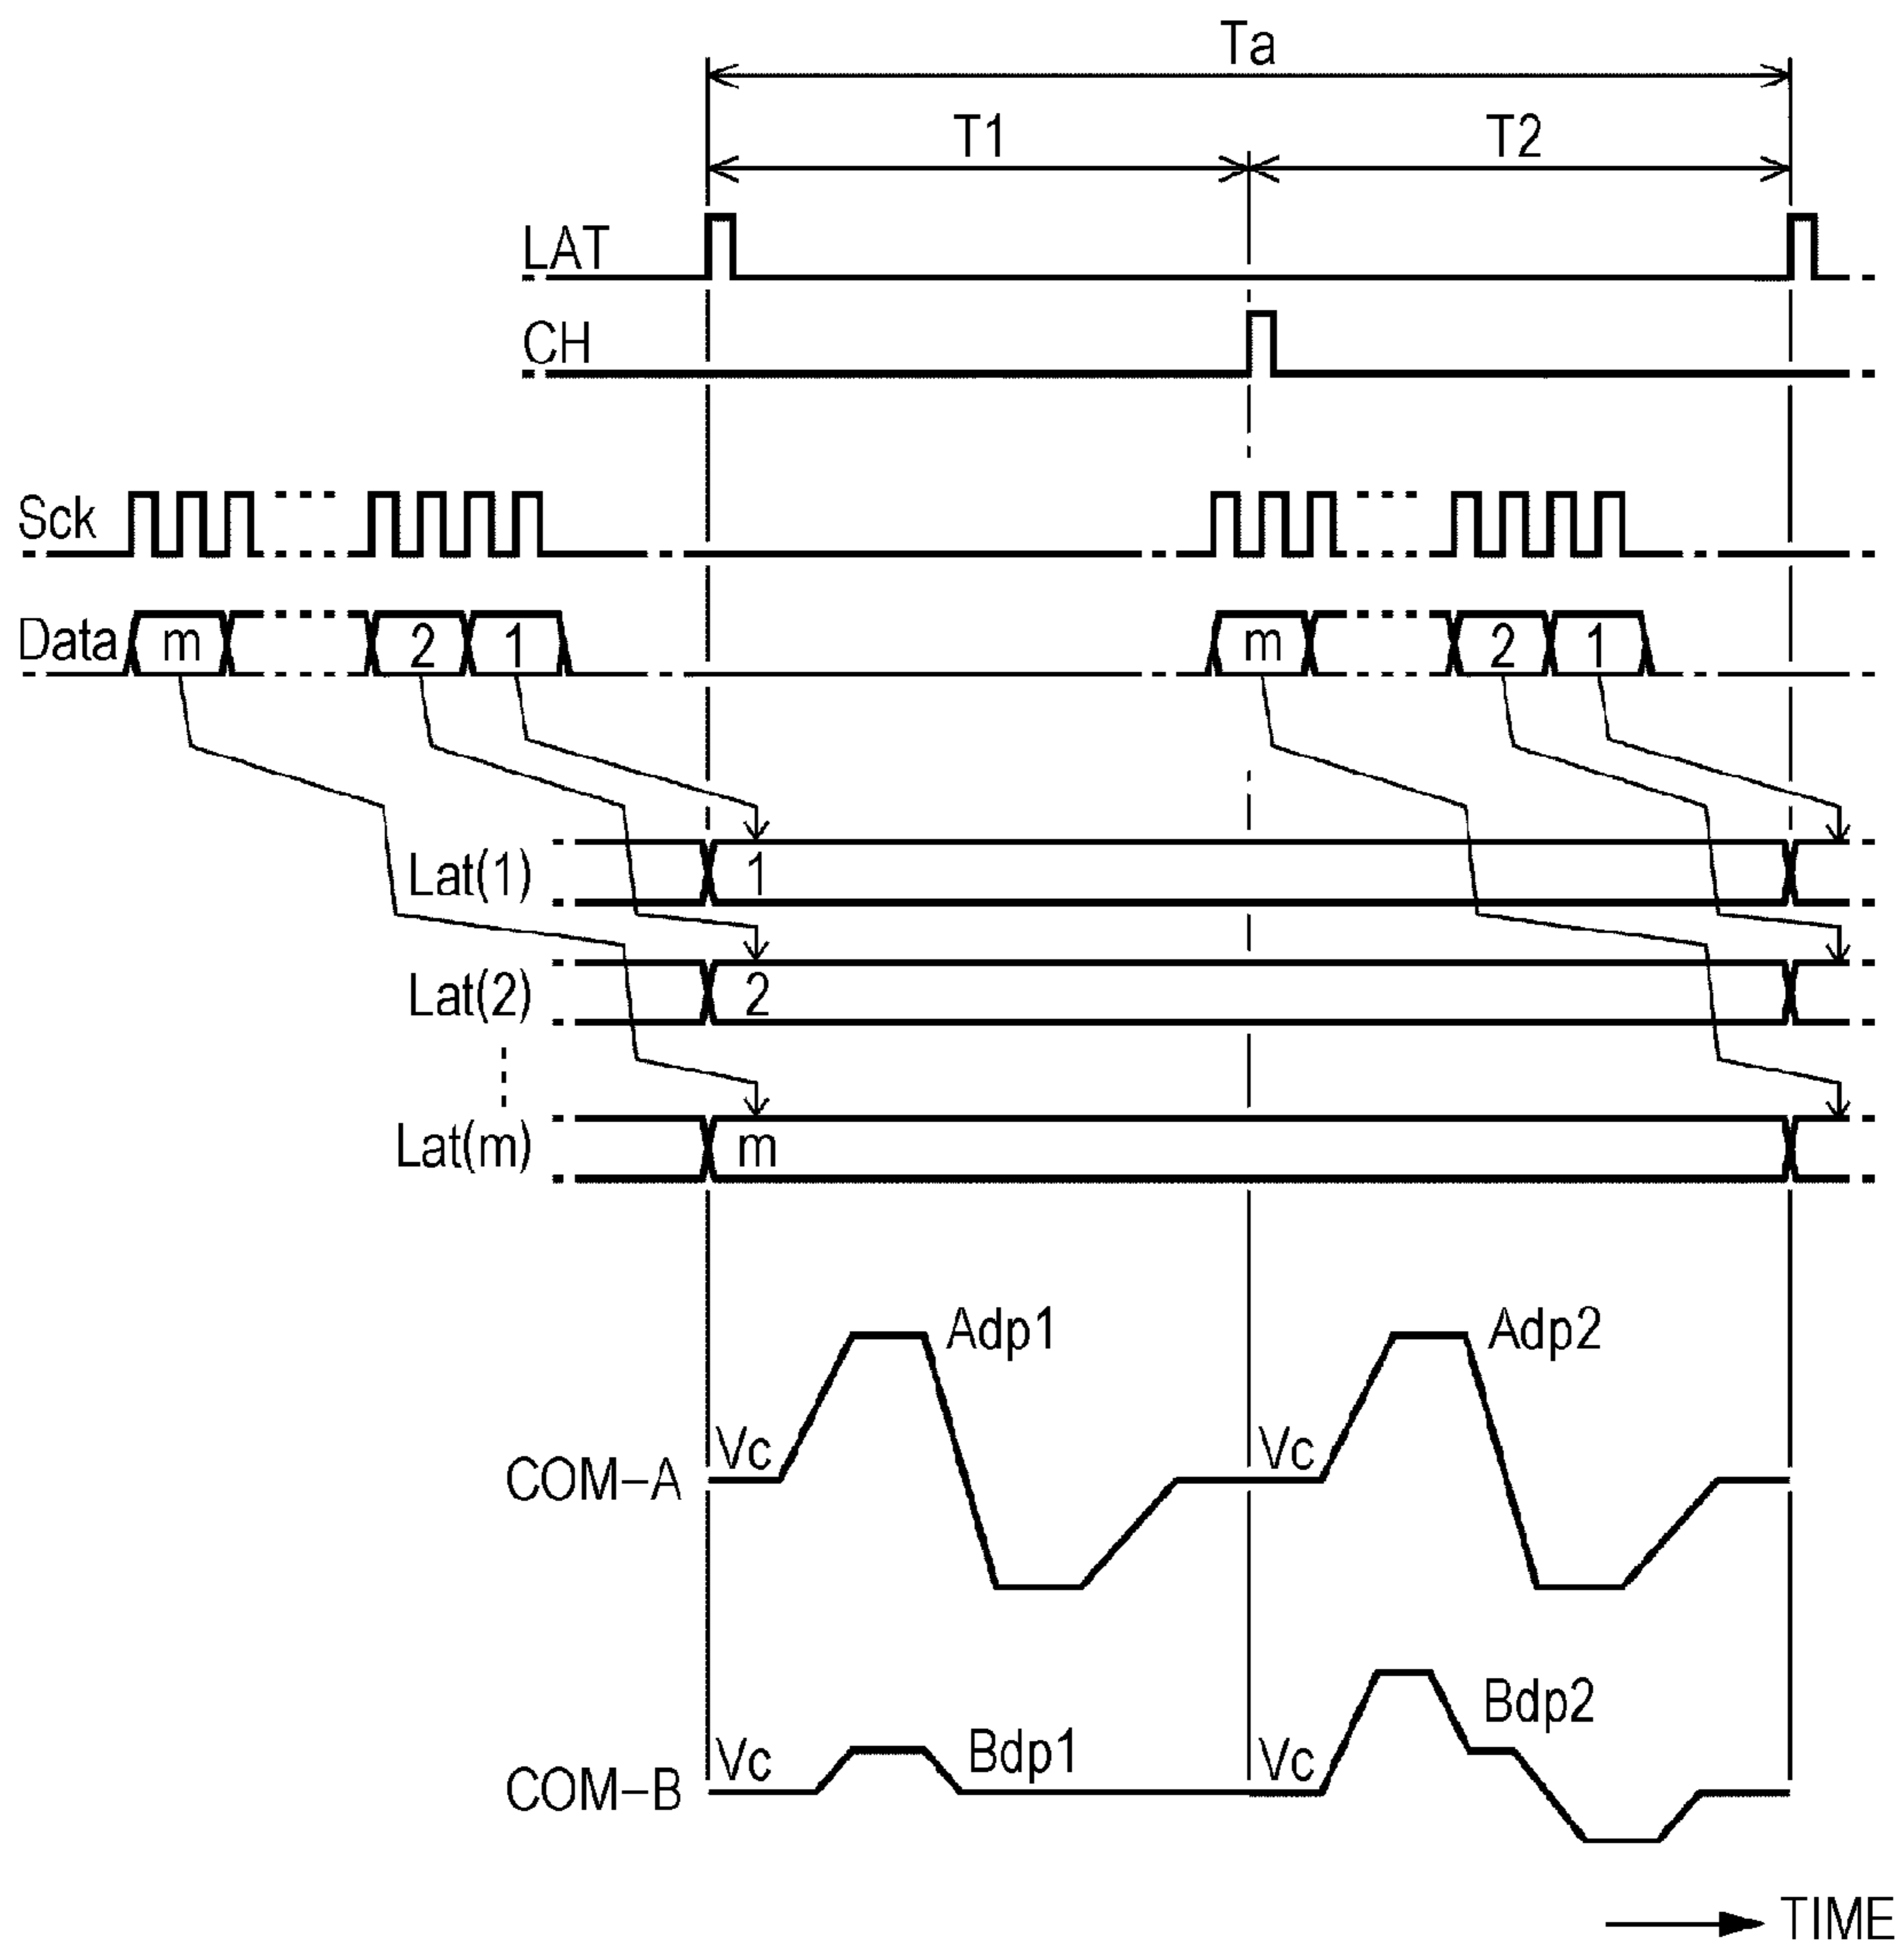 Ta
T1 T2
LAT
CH
Sck
Data m 2 1 m 2 1
Lat(1) 1
Lat(2) 2
Lat(m) m
Adp1 Adp2
Vc Vc
COM-A
Bdp2
Bdp1
Vc Vc
COM-B
TIME